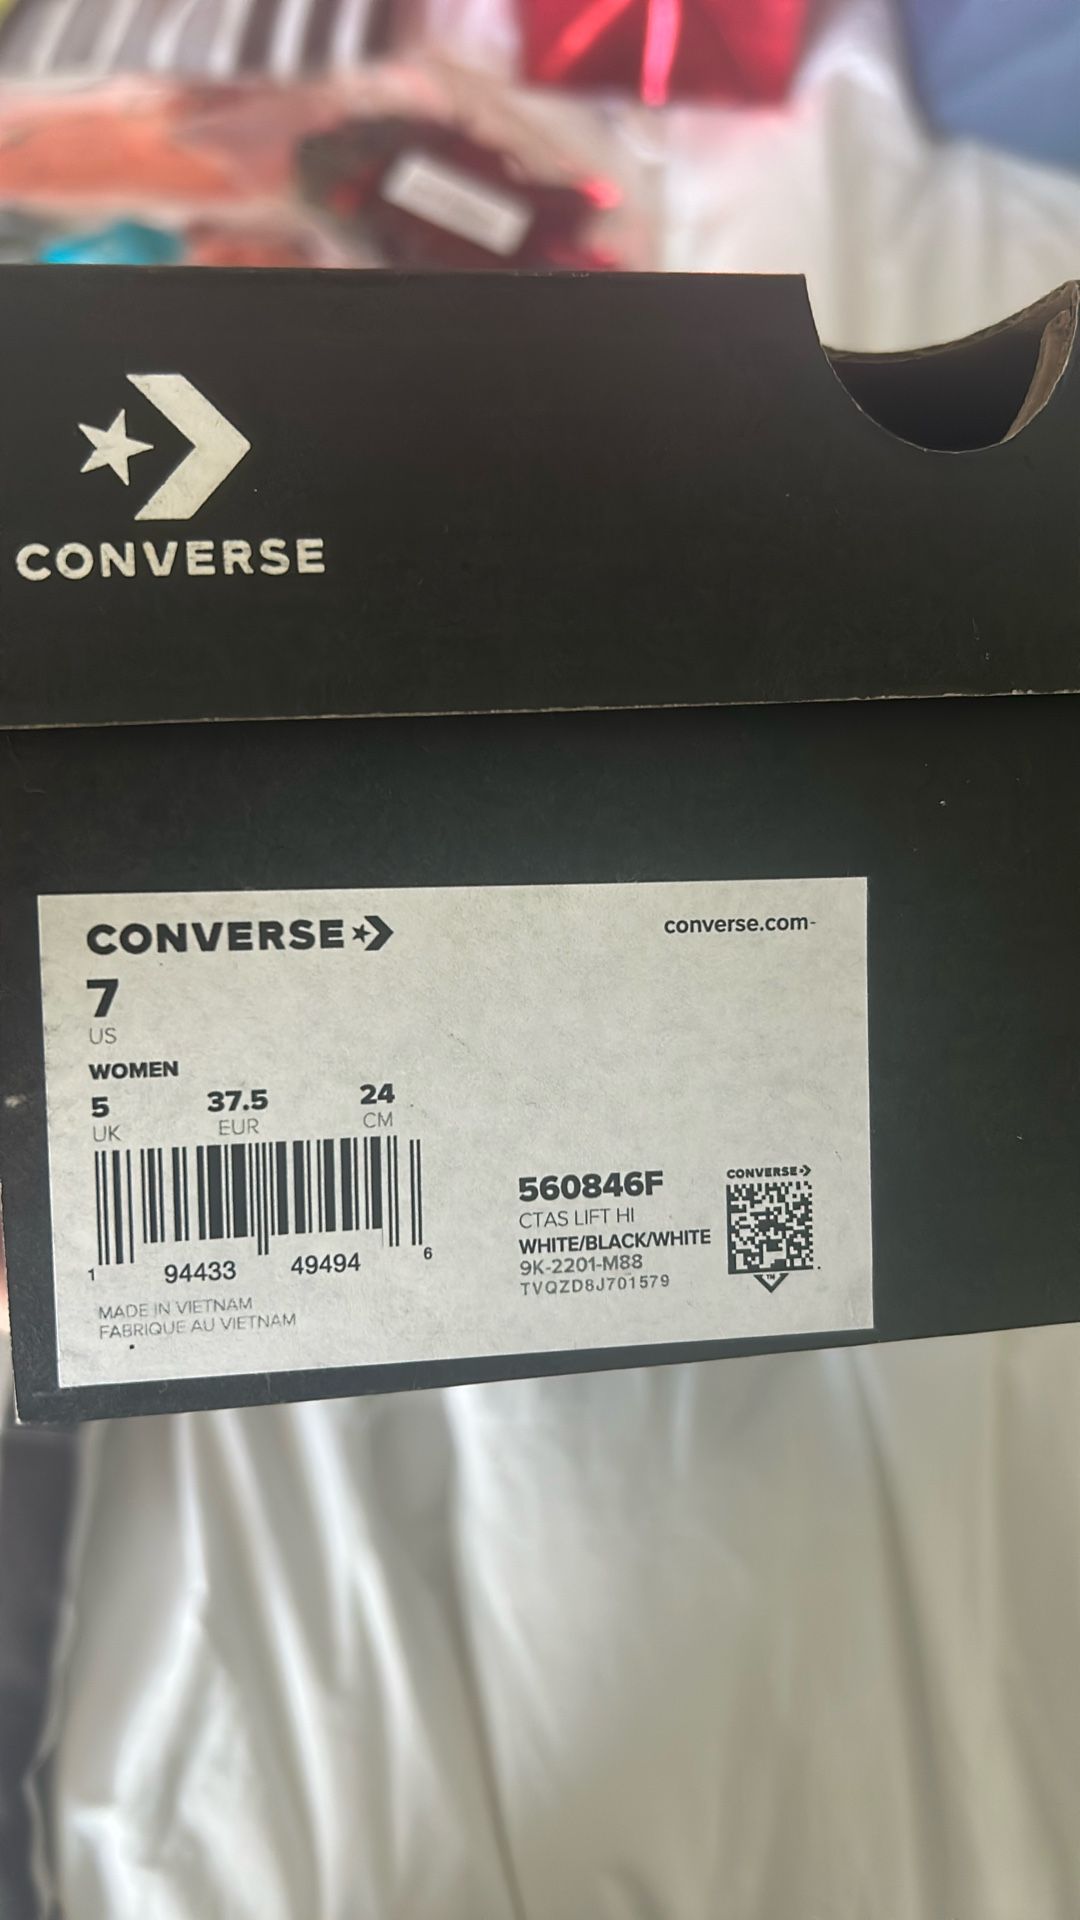 CONVERSE
CONVERSE
converse.com-
7
US
WOMEN
5 37.5 24
UK EUR CM
1 94433 49494 6
MADE IN VIETNAM
FABRIQUE AU VIETNAM
560846F
CTAS LIFT HI
WHITE/BLACK/WHITE
9K-2201-M88
TVQZD8J701579
CONVERSE
TM